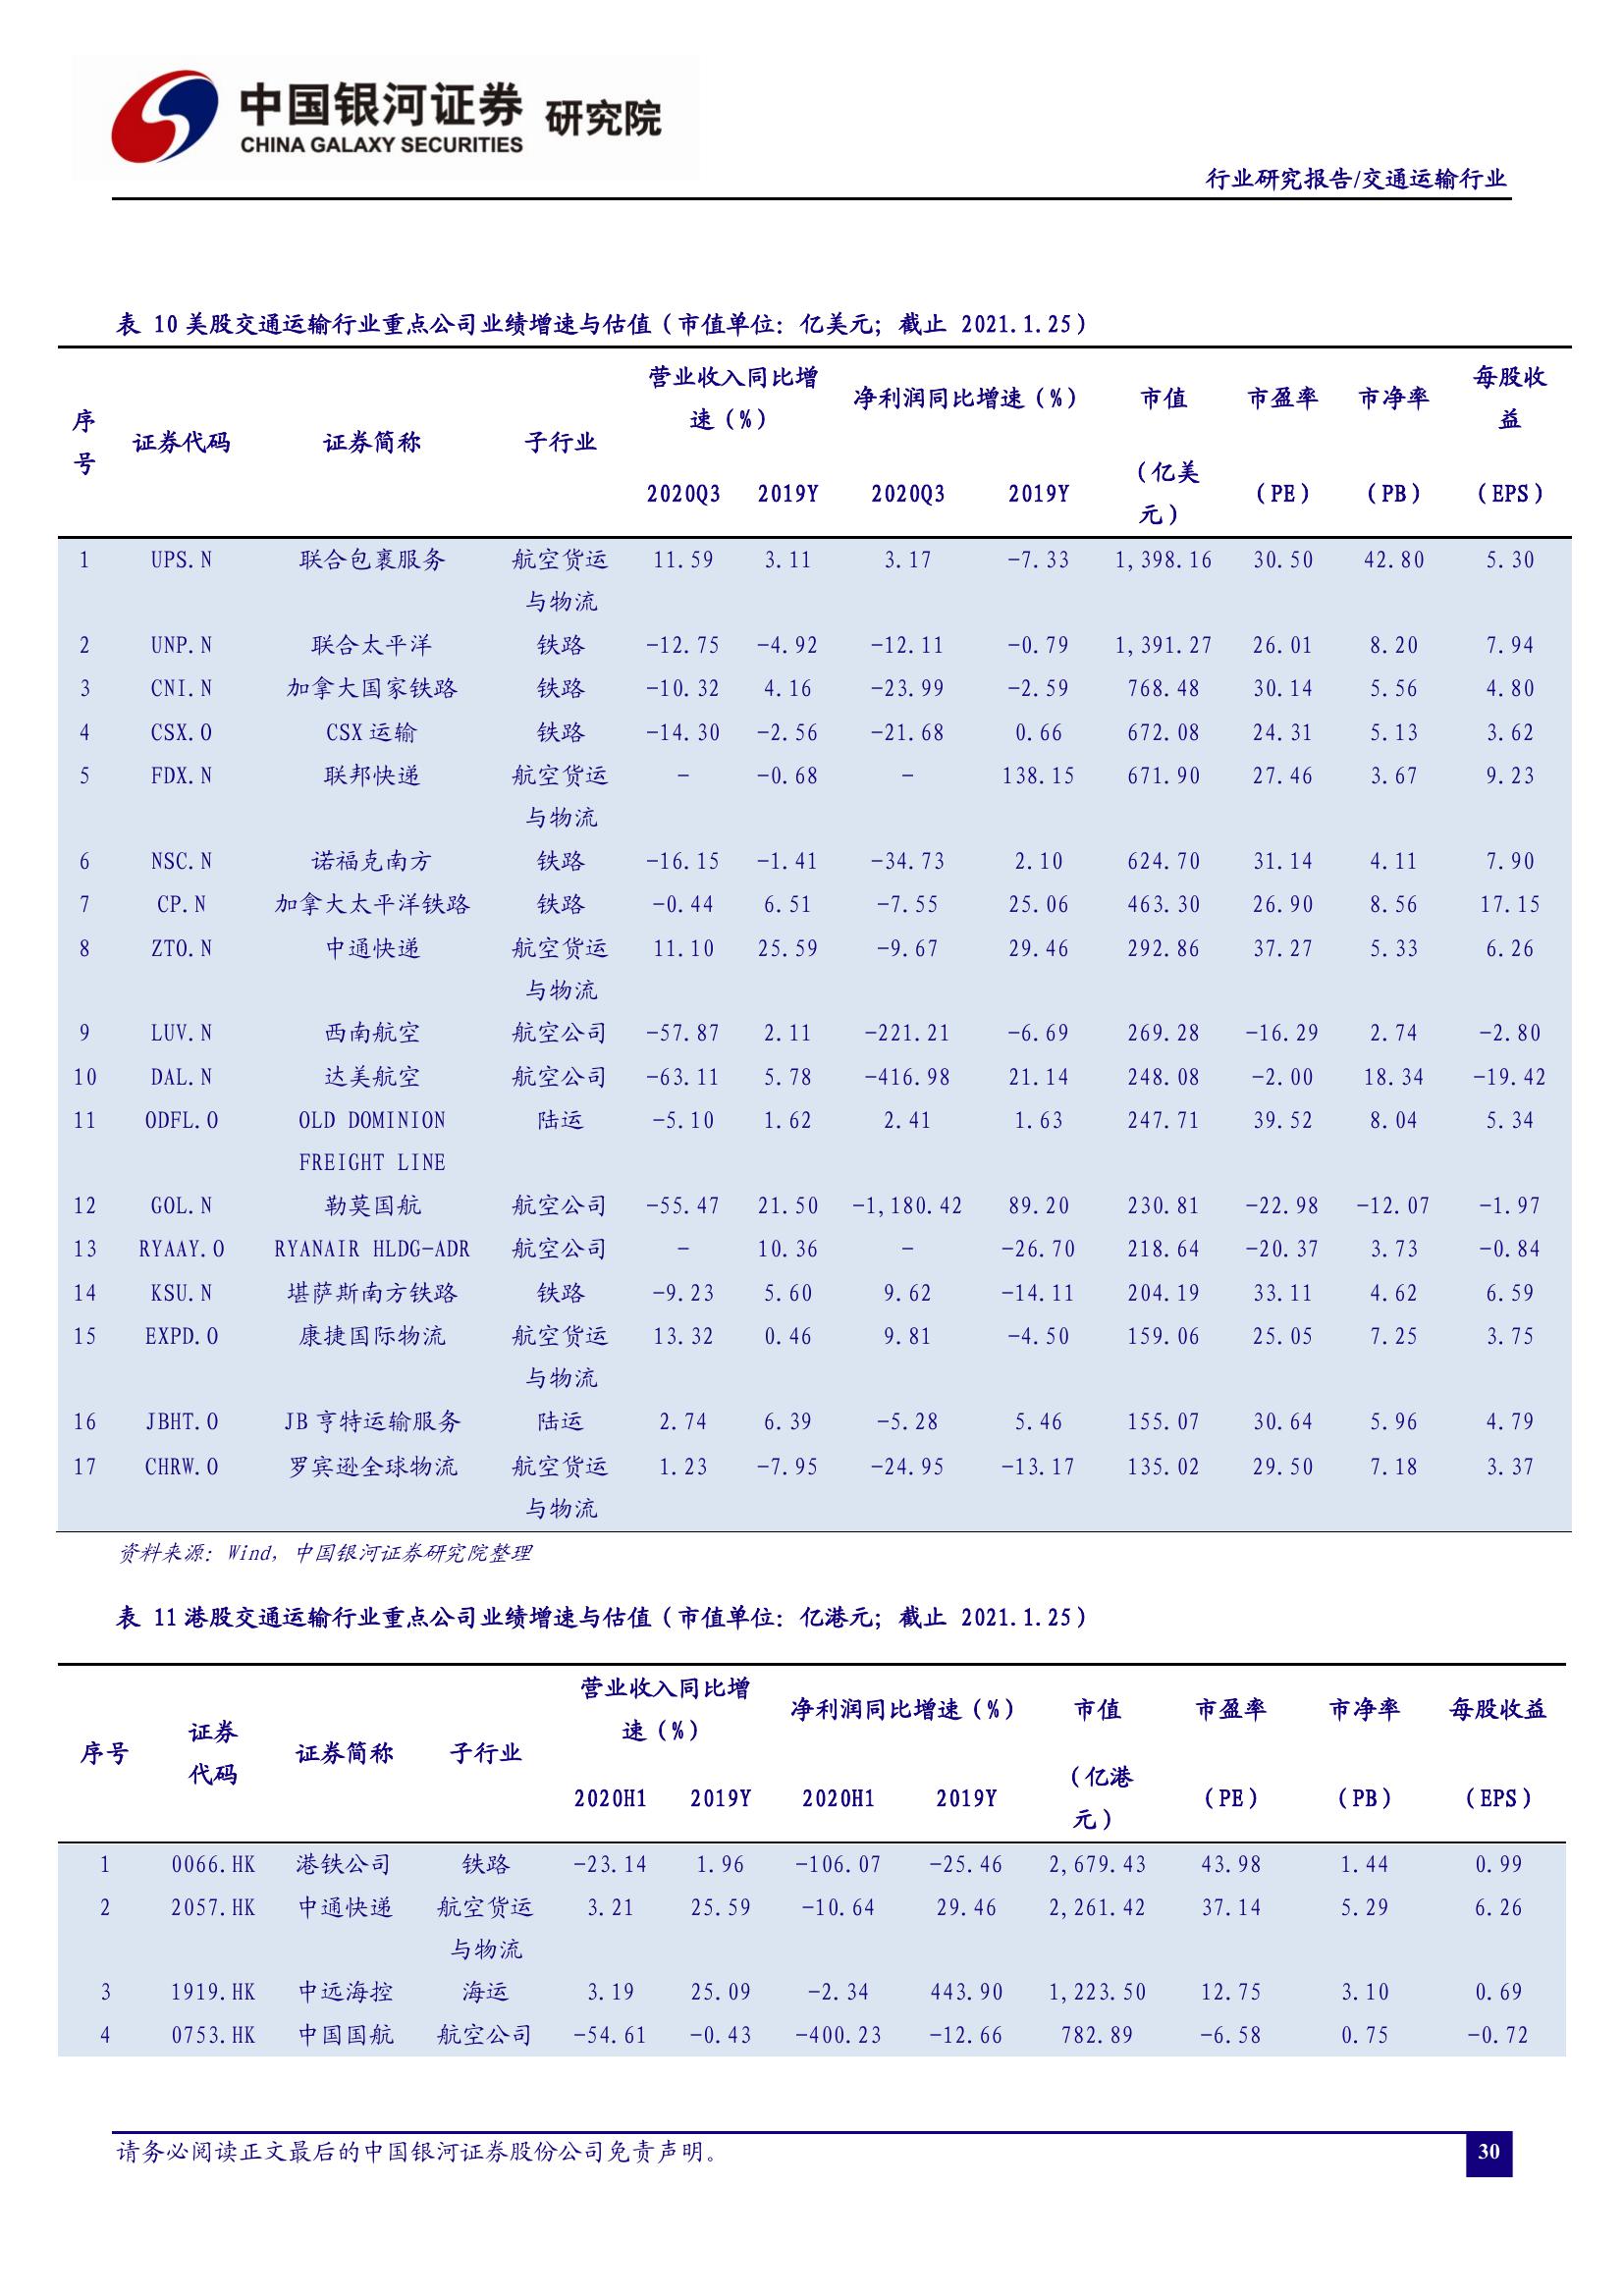 中国银河证券 研究院
CHINA GALAXY SECURITIES
行业研究报告/交通运输行业
表 10 美股交通运输行业重点公司业绩增速与估值（市值单位：亿美元；截止 2021.1.25）
序号 证券代码 证券简称 子行业 营业收入同比增速（%） 净利润同比增速（%） 市值 市盈率 市净率 每股收益
2020Q3 2019Y 2020Q3 2019Y （亿美元） （PE） （PB） （EPS）
1 UPS.N 联合包裹服务 航空货运与物流 11.59 3.11 3.17 -7.33 1,398.16 30.50 42.80 5.30
2 UNP.N 联合太平洋 铁路 -12.75 -4.92 -12.11 -0.79 1,391.27 26.01 8.20 7.94
3 CNI.N 加拿大国家铁路 铁路 -10.32 4.16 -23.99 -2.59 768.48 30.14 5.56 4.80
4 CSX.O CSX 运输 铁路 -14.30 -2.56 -21.68 0.66 672.08 24.31 5.13 3.62
5 FDX.N 联邦快递 航空货运与物流 - -0.68 - 138.15 671.90 27.46 3.67 9.23
6 NSC.N 诺福克南方 铁路 -16.15 -1.41 -34.73 2.10 624.70 31.14 4.11 7.90
7 CP.N 加拿大太平洋铁路 铁路 -0.44 6.51 -7.55 25.06 463.30 26.90 8.56 17.15
8 ZTO.N 中通快递 航空货运与物流 11.10 25.59 -9.67 29.46 292.86 37.27 5.33 6.26
9 LUV.N 西南航空 航空公司 -57.87 2.11 -221.21 -6.69 269.28 -16.29 2.74 -2.80
10 DAL.N 达美航空 航空公司 -63.11 5.78 -416.98 21.14 248.08 -2.00 18.34 -19.42
11 ODFL.O OLD DOMINION FREIGHT LINE 陆运 -5.10 1.62 2.41 1.63 247.71 39.52 8.04 5.34
12 GOL.N 勒莫国航 航空公司 -55.47 21.50 -1,180.42 89.20 230.81 -22.98 -12.07 -1.97
13 RYAAY.O RYANAIR HLDG-ADR 航空公司 - 10.36 - -26.70 218.64 -20.37 3.73 -0.84
14 KSU.N 堪萨斯南方铁路 铁路 -9.23 5.60 9.62 -14.11 204.19 33.11 4.62 6.59
15 EXPD.O 康捷国际物流 航空货运与物流 13.32 0.46 9.81 -4.50 159.06 25.05 7.25 3.75
16 JBHT.O JB 亨特运输服务 陆运 2.74 6.39 -5.28 5.46 155.07 30.64 5.96 4.79
17 CHRW.O 罗宾逊全球物流 航空货运与物流 1.23 -7.95 -24.95 -13.17 135.02 29.50 7.18 3.37
资料来源：Wind，中国银河证券研究院整理
表 11 港股交通运输行业重点公司业绩增速与估值（市值单位：亿港元；截止 2021.1.25）
序号 证券代码 证券简称 子行业 营业收入同比增速（%） 净利润同比增速（%） 市值 市盈率 市净率 每股收益
2020H1 2019Y 2020H1 2019Y （亿港元） （PE） （PB） （EPS）
1 0066.HK 港铁公司 铁路 -23.14 1.96 -106.07 -25.46 2,679.43 43.98 1.44 0.99
2 2057.HK 中通快递 航空货运与物流 3.21 25.59 -10.64 29.46 2,261.42 37.14 5.29 6.26
3 1919.HK 中远海控 海运 3.19 25.09 -2.34 443.90 1,223.50 12.75 3.10 0.69
4 0753.HK 中国国航 航空公司 -54.61 -0.43 -400.23 -12.66 782.89 -6.58 0.75 -0.72
请务必阅读正文最后的中国银河证券股份公司免责声明。
30